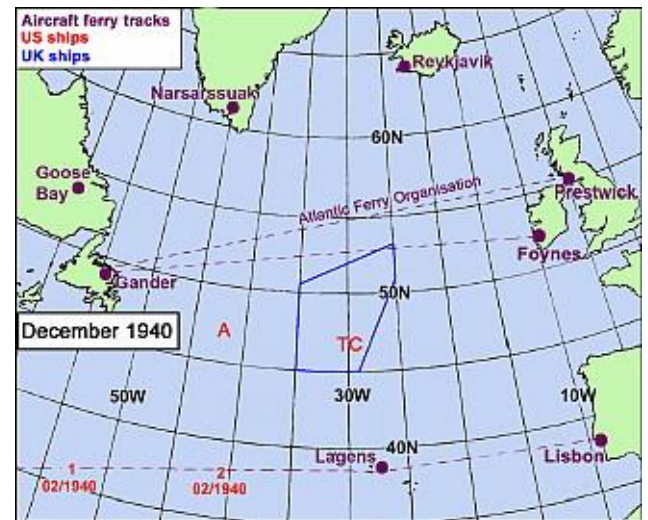 Aircraft ferry tracks
US ships
UK ships
Reykjavik
Narsarssuak
60N
Goose
Bay
Atlantic Ferry Organisation
Prestwick
Foynes
Gander
50N
December 1940
A
TC
50W
30W
10W
40N
Lagens
Lisbon
1
02/1940
2
02/1940